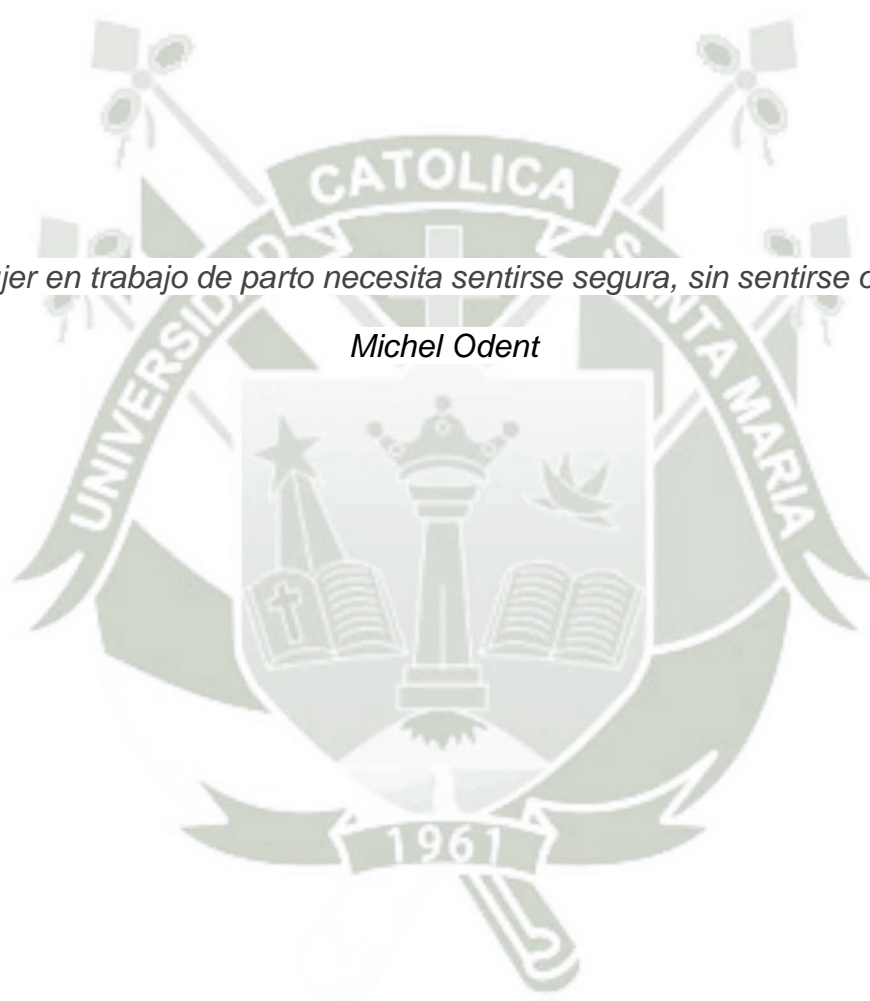 UNIVERSIDAD CATOLICA SANTA MARIA
en trabajo de parto necesita sentirse segura, sin sentirse
Michel Odent
1961